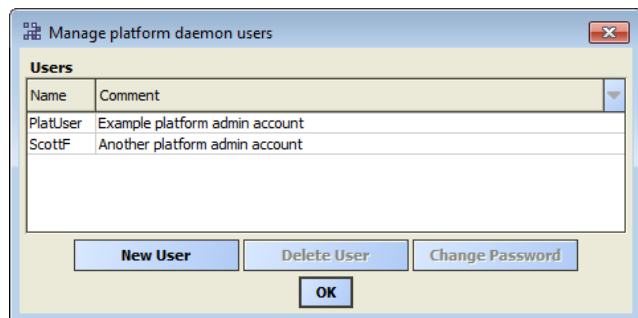 Manage platform daemon users
Users
Name Comment
PlatUser Example platform admin account
ScottF Another platform admin account
New User Delete User Change Password
OK